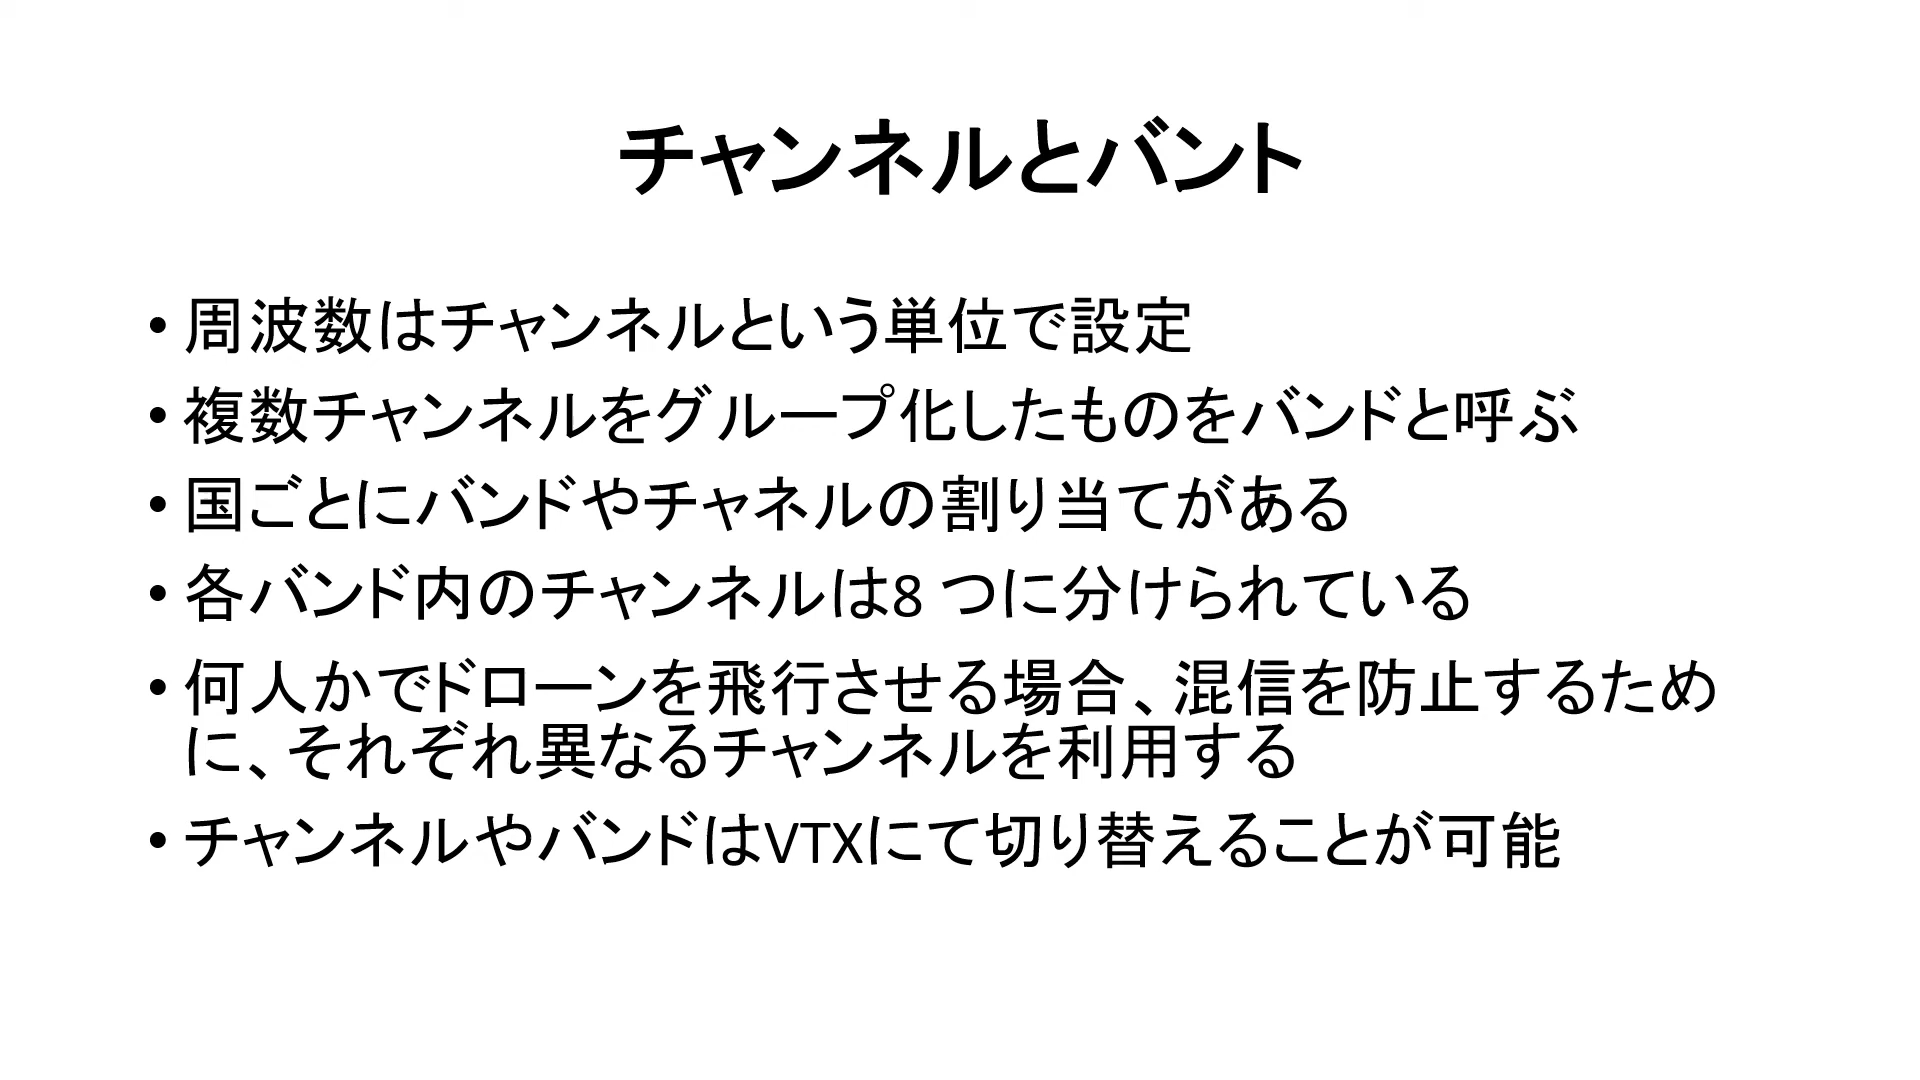 チャンネルとバント
• 周波数はチャンネルという単位で設定
• 複数チャンネルをグループ化したものをバンドと呼ぶ
• 国ごとにバンドやチャネルの割り当てがある
• 各バンド内のチャンネルは8 つに分けられている
• 何人かでドローンを飛行させる場合、混信を防止するため
に、それぞれ異なるチャンネルを利用する
• チャンネルやバンドはVTXにて切り替えることが可能